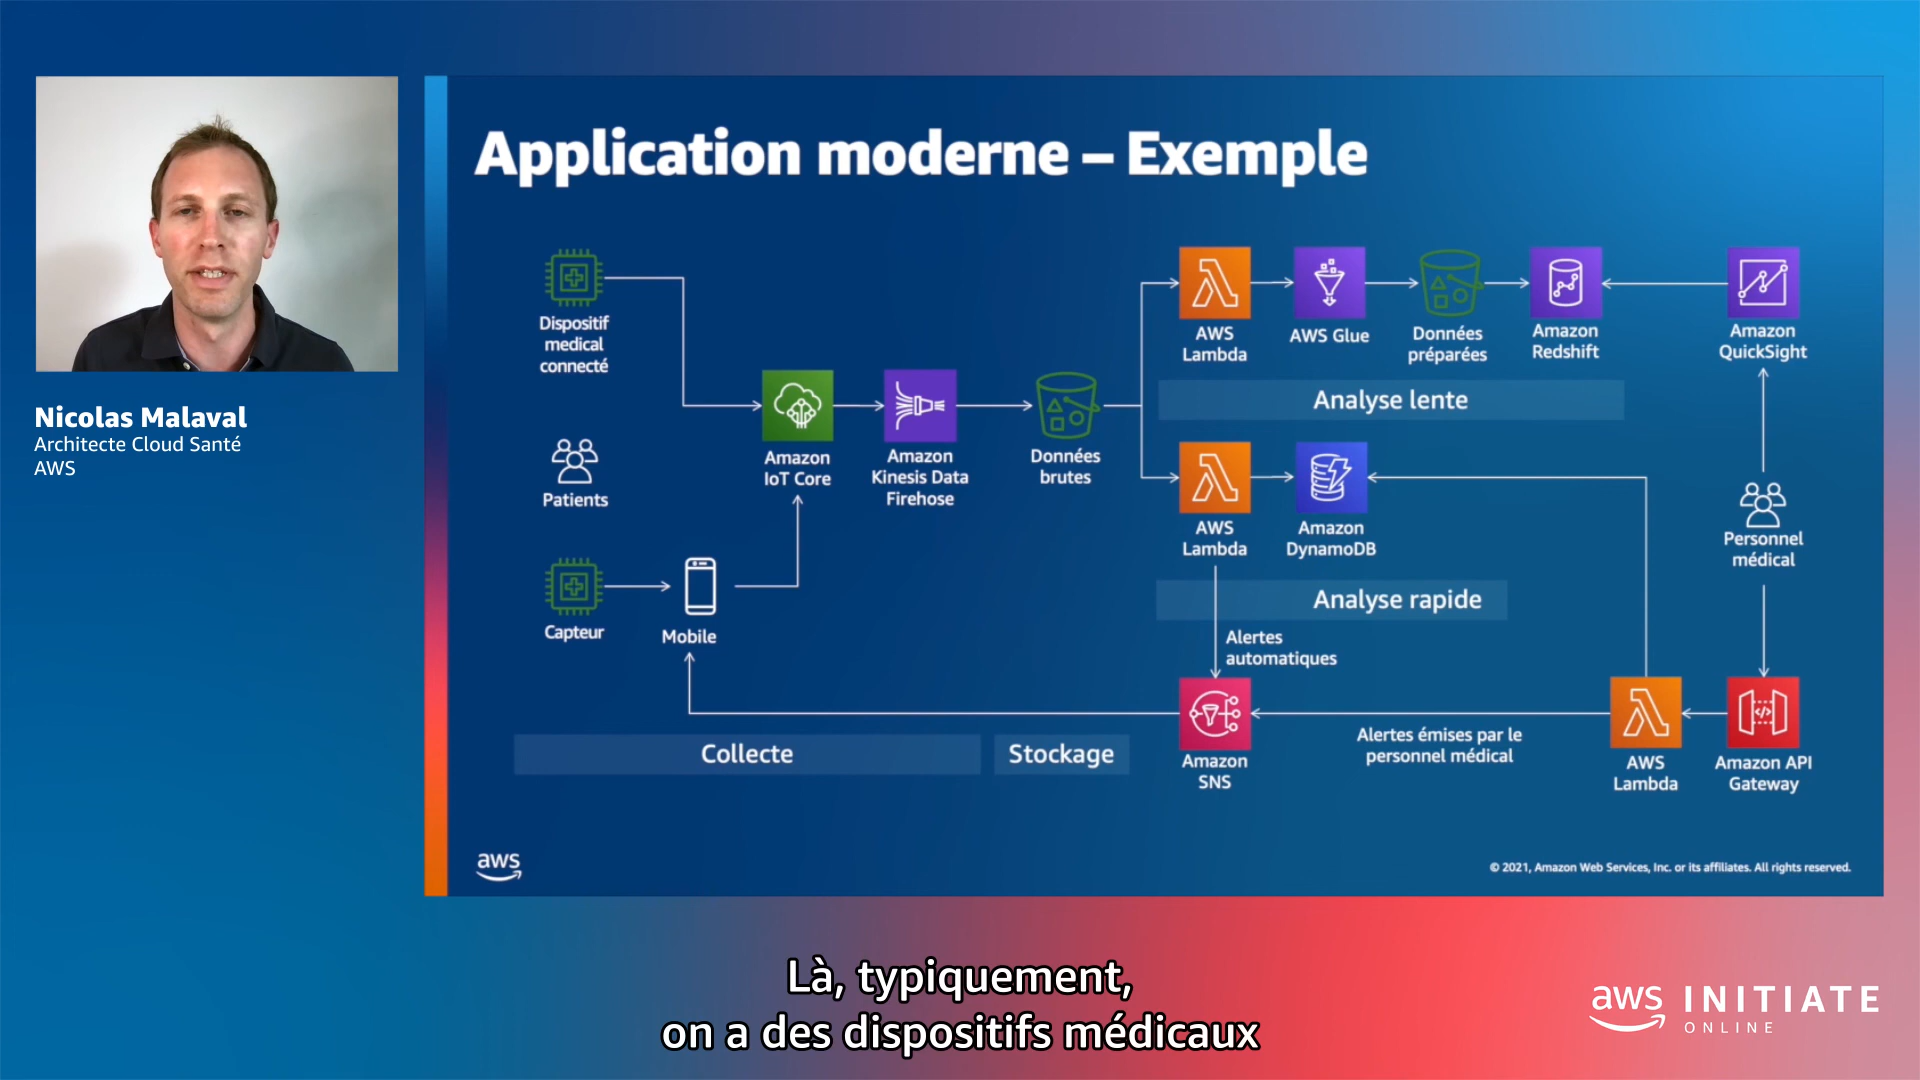 Application moderne – Exemple
Nicolas Malaval
Architecte Cloud Santé
AWS
Dispositif
medical
connecté
Patients
Capteur
Mobile
Amazon
IoT Core
Amazon
Kinesis Data
Firehose
Données
brutes
AWS
Lambda
AWS Glue
Données
préparées
Amazon
Redshift
Amazon
QuickSight
Analyse lente
AWS
Lambda
Amazon
DynamoDB
Personnel
médical
Analyse rapide
Alertes
automatiques
Amazon
SNS
Alertes émises par le
personnel médical
AWS
Lambda
Amazon API
Gateway
Collecte
Stockage
aws
© 2021, Amazon Web Services, Inc. or its affiliates. All rights reserved.
Là, typiquement,
on a des dispositifs médicaux
aws INITIATE
ONLINE